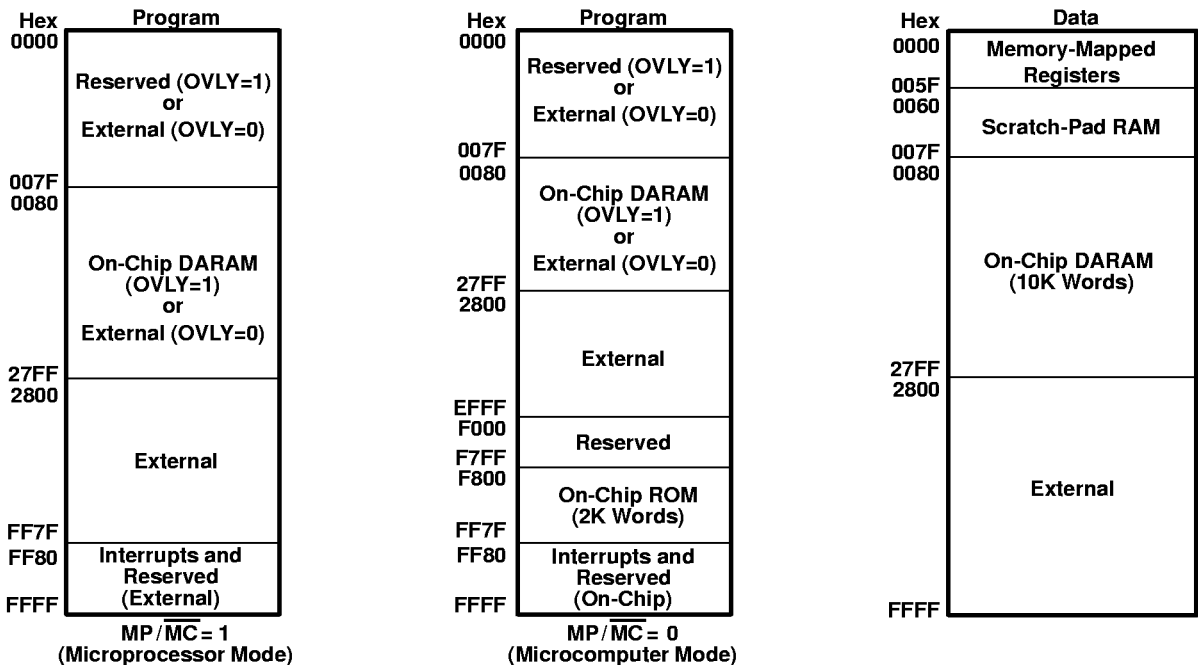 Hex
Program
0000
Reserved (OVLY=1)
or
External (OVLY=0)
007F
0080
On-Chip DARAM
(OVLY=1)
or
External (OVLY=0)
27FF
2800
External
FF7F
FF80
Interrupts and
Reserved
(External)
FFFF
MP/MC = 1
(Microprocessor Mode)
Hex
Program
0000
Reserved (OVLY=1)
or
External (OVLY=0)
007F
0080
On-Chip DARAM
(OVLY=1)
or
External (OVLY=0)
27FF
2800
External
EFFF
F000
Reserved
F7FF
F800
On-Chip ROM
(2K Words)
FF7F
FF80
Interrupts and
Reserved
(On-Chip)
FFFF
MP/MC = 0
(Microcomputer Mode)
Hex
Data
0000
Memory-Mapped
Registers
005F
0060
Scratch-Pad RAM
007F
0080
On-Chip DARAM
(10K Words)
27FF
2800
External
FFFF